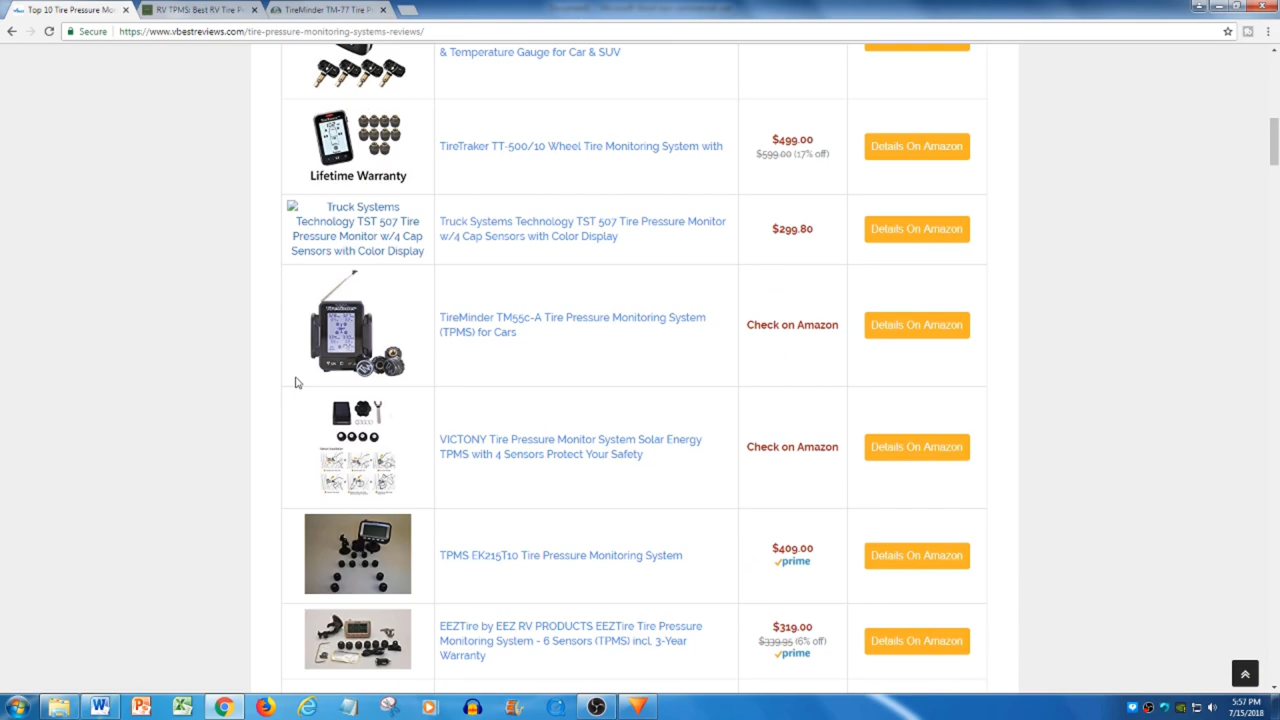 Top 10 Tire Pressure Mon
RV TPMS: Best RV Tire P
TireMinder TM-77 Tire P
Secure
https://www.vbestreviews.com/tire-pressure-monitoring-systems-reviews/
& Temperature Gauge for Car & SUV
Lifetime Warranty
TireTraker TT-500/10 Wheel Tire Monitoring System with
$499.00
$599.00 (17% off)
Details On Amazon
Truck Systems
Technology TST 507 Tire
Pressure Monitor w/4 Cap
Sensors with Color Display
Truck Systems Technology TST 507 Tire Pressure Monitor
w/4 Cap Sensors with Color Display
$299.80
Details On Amazon
TireMinder TM55c-A Tire Pressure Monitoring System
(TPMS) for Cars
Check on Amazon
Details On Amazon
VICTONY Tire Pressure Monitor System Solar Energy
TPMS with 4 Sensors Protect Your Safety
Check on Amazon
Details On Amazon
TPMS EK215T10 Tire Pressure Monitoring System
$409.00
prime
Details On Amazon
EEZTire by EEZ RV PRODUCTS EEZTire Tire Pressure
Monitoring System - 6 Sensors (TPMS) incl. 3-Year
Warranty
$319.00
$339.95 (6% off)
prime
Details On Amazon
5:57 PM
7/15/2018